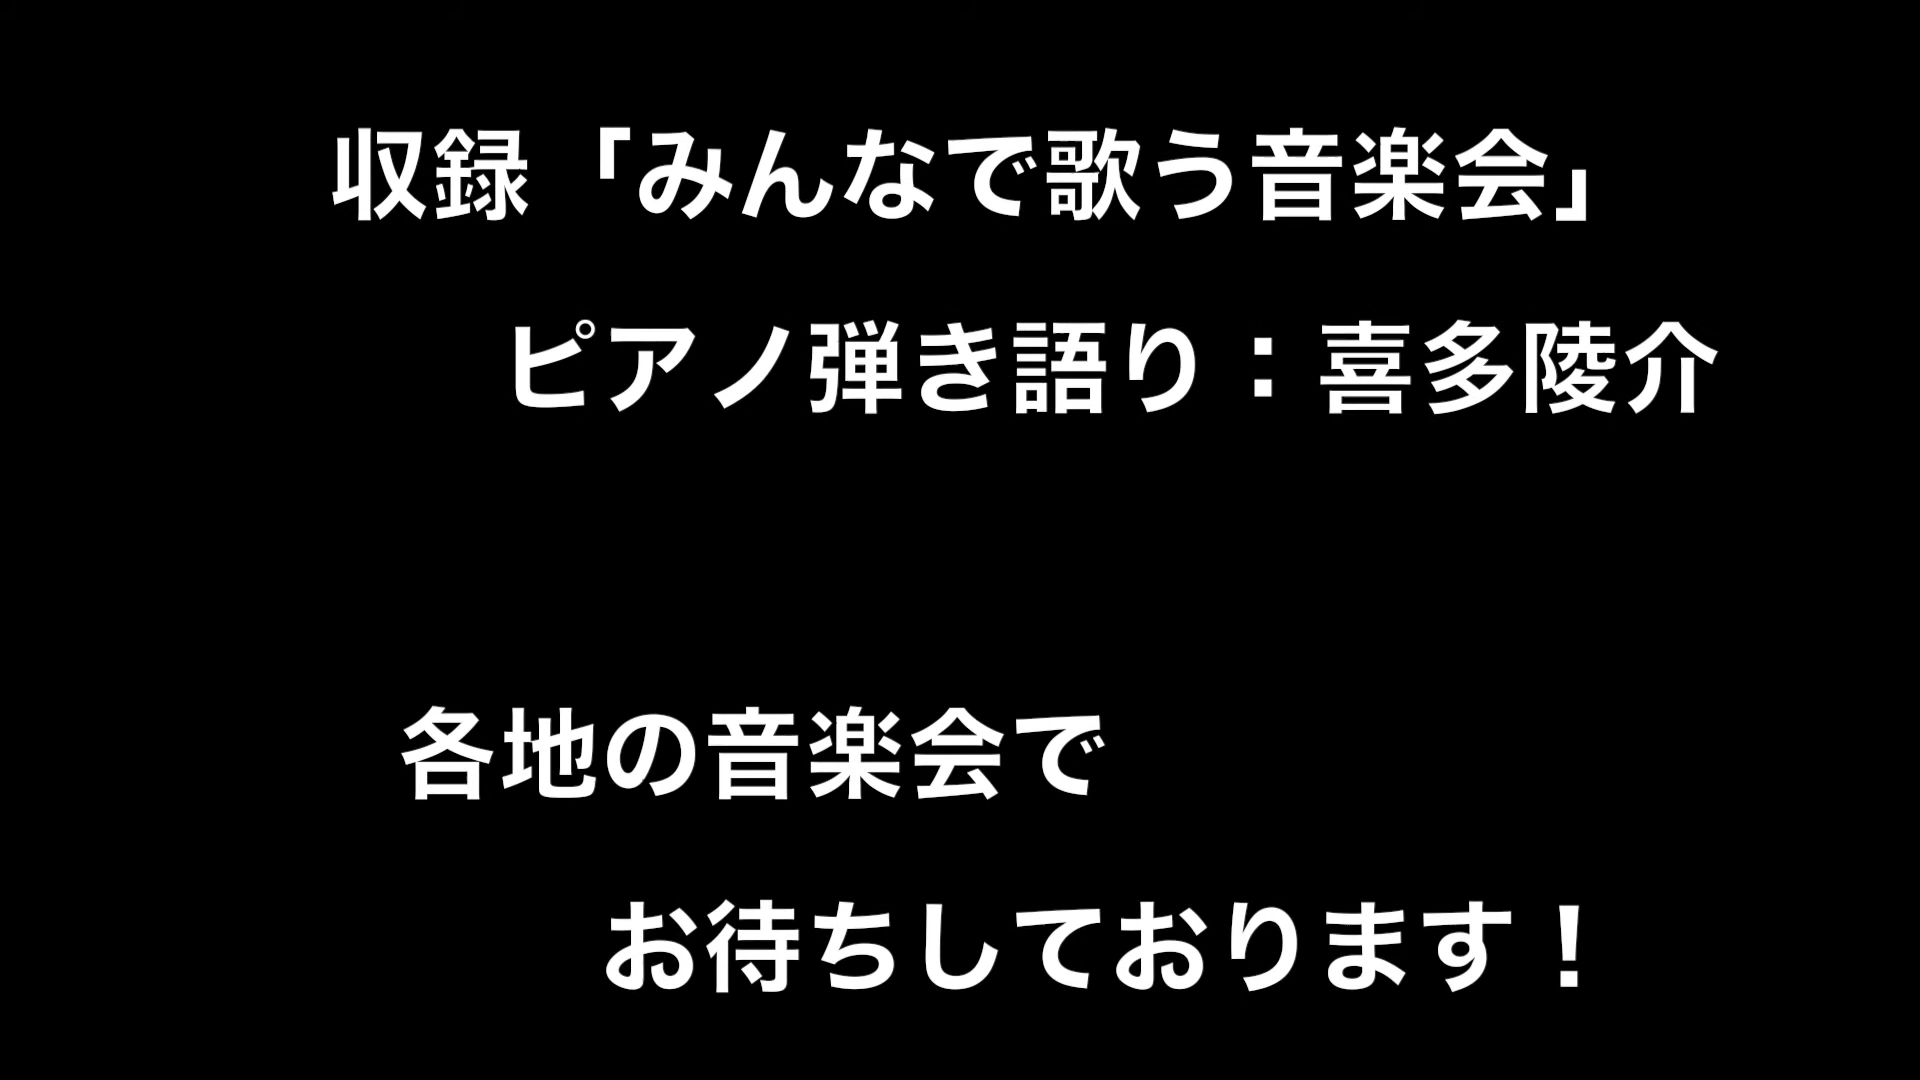 収録「みんなで歌う音楽会」
ピアノ弾き語り：喜多陵介
各地の音楽会で
お待ちしております！